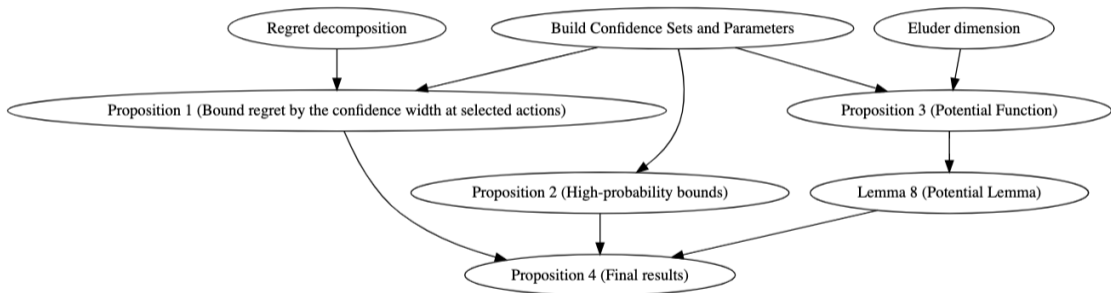 Regret decomposition
Build Confidence Sets and Parameters
Eluder dimension
Proposition 1 (Bound regret by the confidence width at selected actions)
Proposition 3 (Potential Function)
Proposition 2 (High-probability bounds)
Lemma 8 (Potential Lemma)
Proposition 4 (Final results)